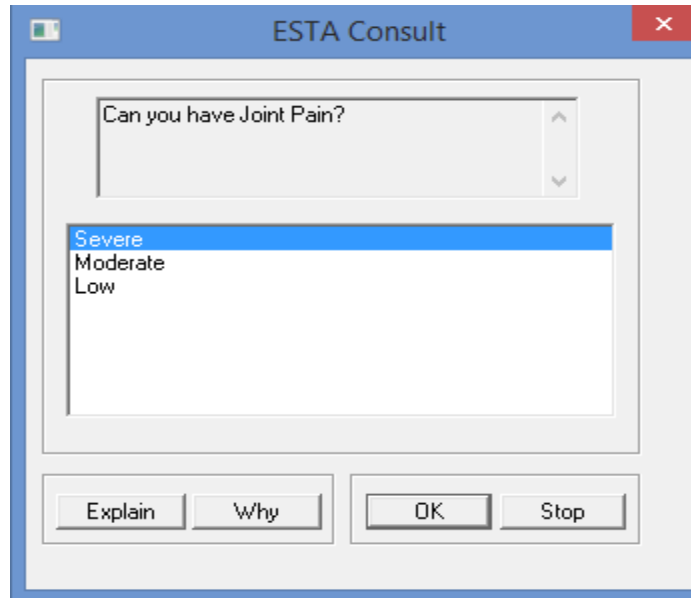 ESTA Consult
Can you have Joint Pain?
Severe
Moderate
Low
Explain Why OK Stop